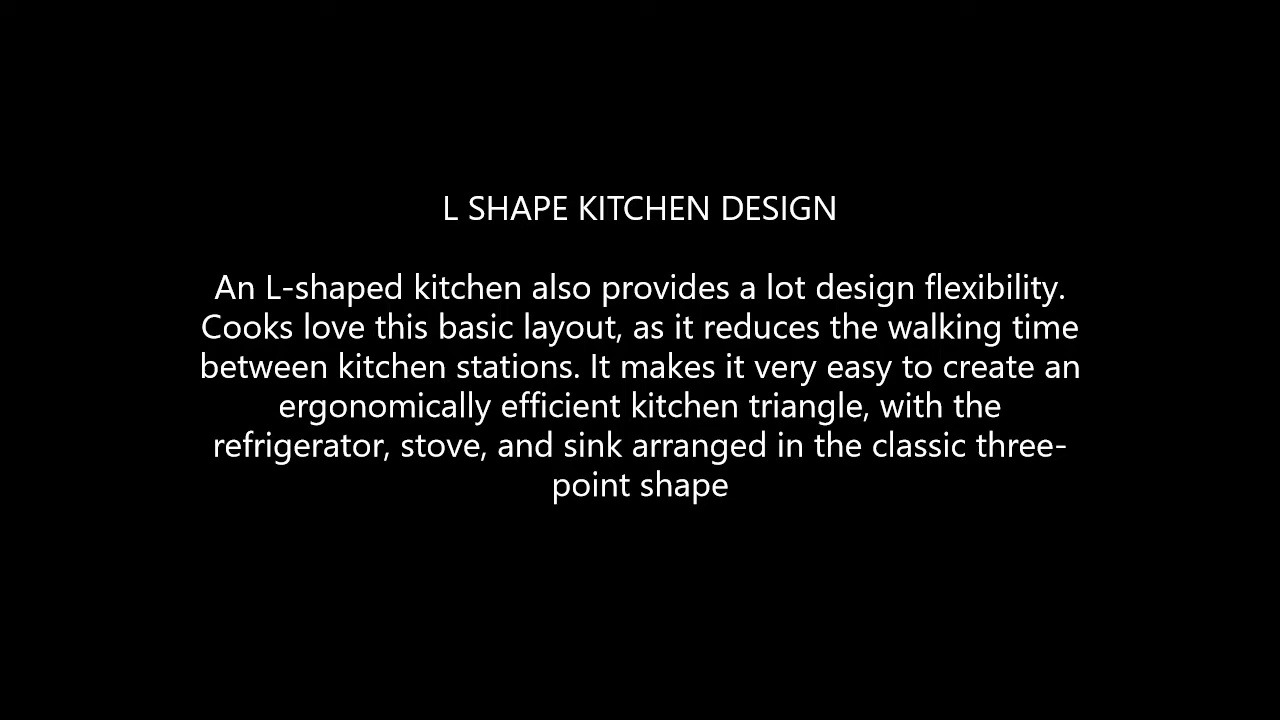 L SHAPE KITCHEN DESIGN
An L-shaped kitchen also provides a lot design flexibility.
Cooks love this basic layout, as it reduces the walking time
between kitchen stations. It makes it very easy to create an
ergonomically efficient kitchen triangle, with the
refrigerator, stove, and sink arranged in the classic three-
point shape